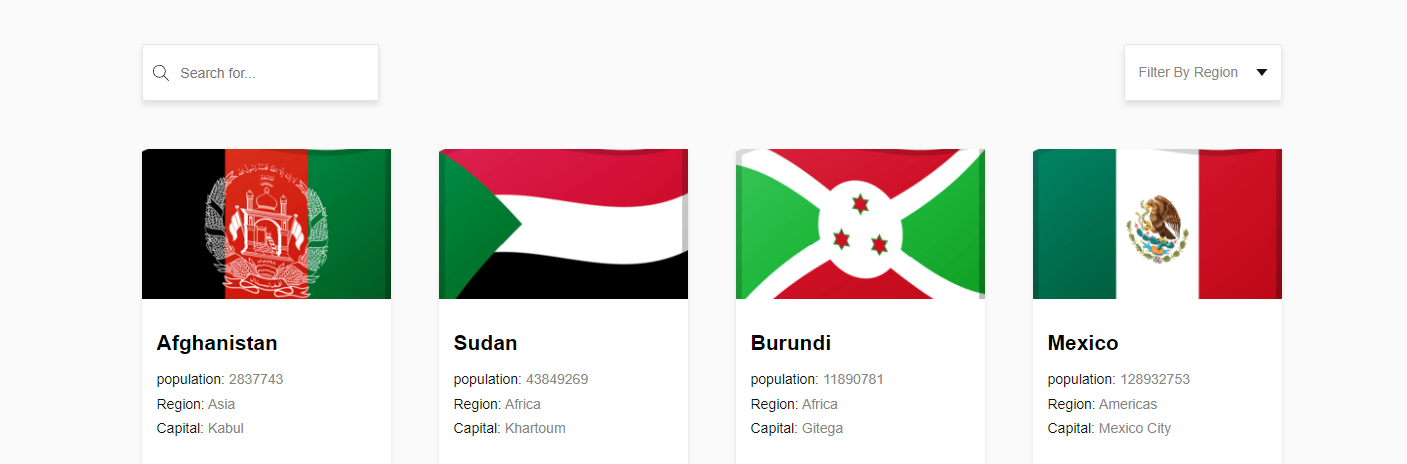 Search for...
Filter By Region
Afghanistan
population: 2837743
Region: Asia
Capital: Kabul
Sudan
population: 43849269
Region: Africa
Capital: Khartoum
Burundi
population: 11890781
Region: Africa
Capital: Gitega
Mexico
population: 128932753
Region: Americas
Capital: Mexico City